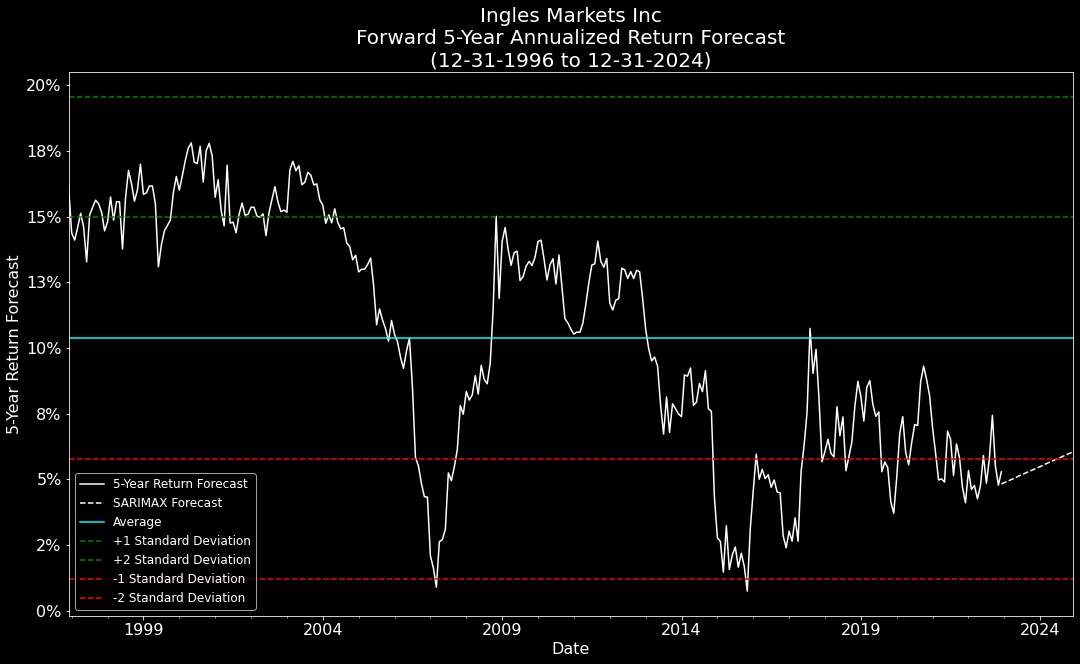 Ingles Markets Inc
Forward 5-Year Annualized Return Forecast
(12-31-1996 to 12-31-2024)
5-Year Return Forecast
20%
18%
15%
13%
10%
8%
5%
2%
0%
5-Year Return Forecast
SARIMAX Forecast
Average
+1 Standard Deviation
+2 Standard Deviation
-1 Standard Deviation
-2 Standard Deviation
1999 2004 2009 2014 2019 2024
Date